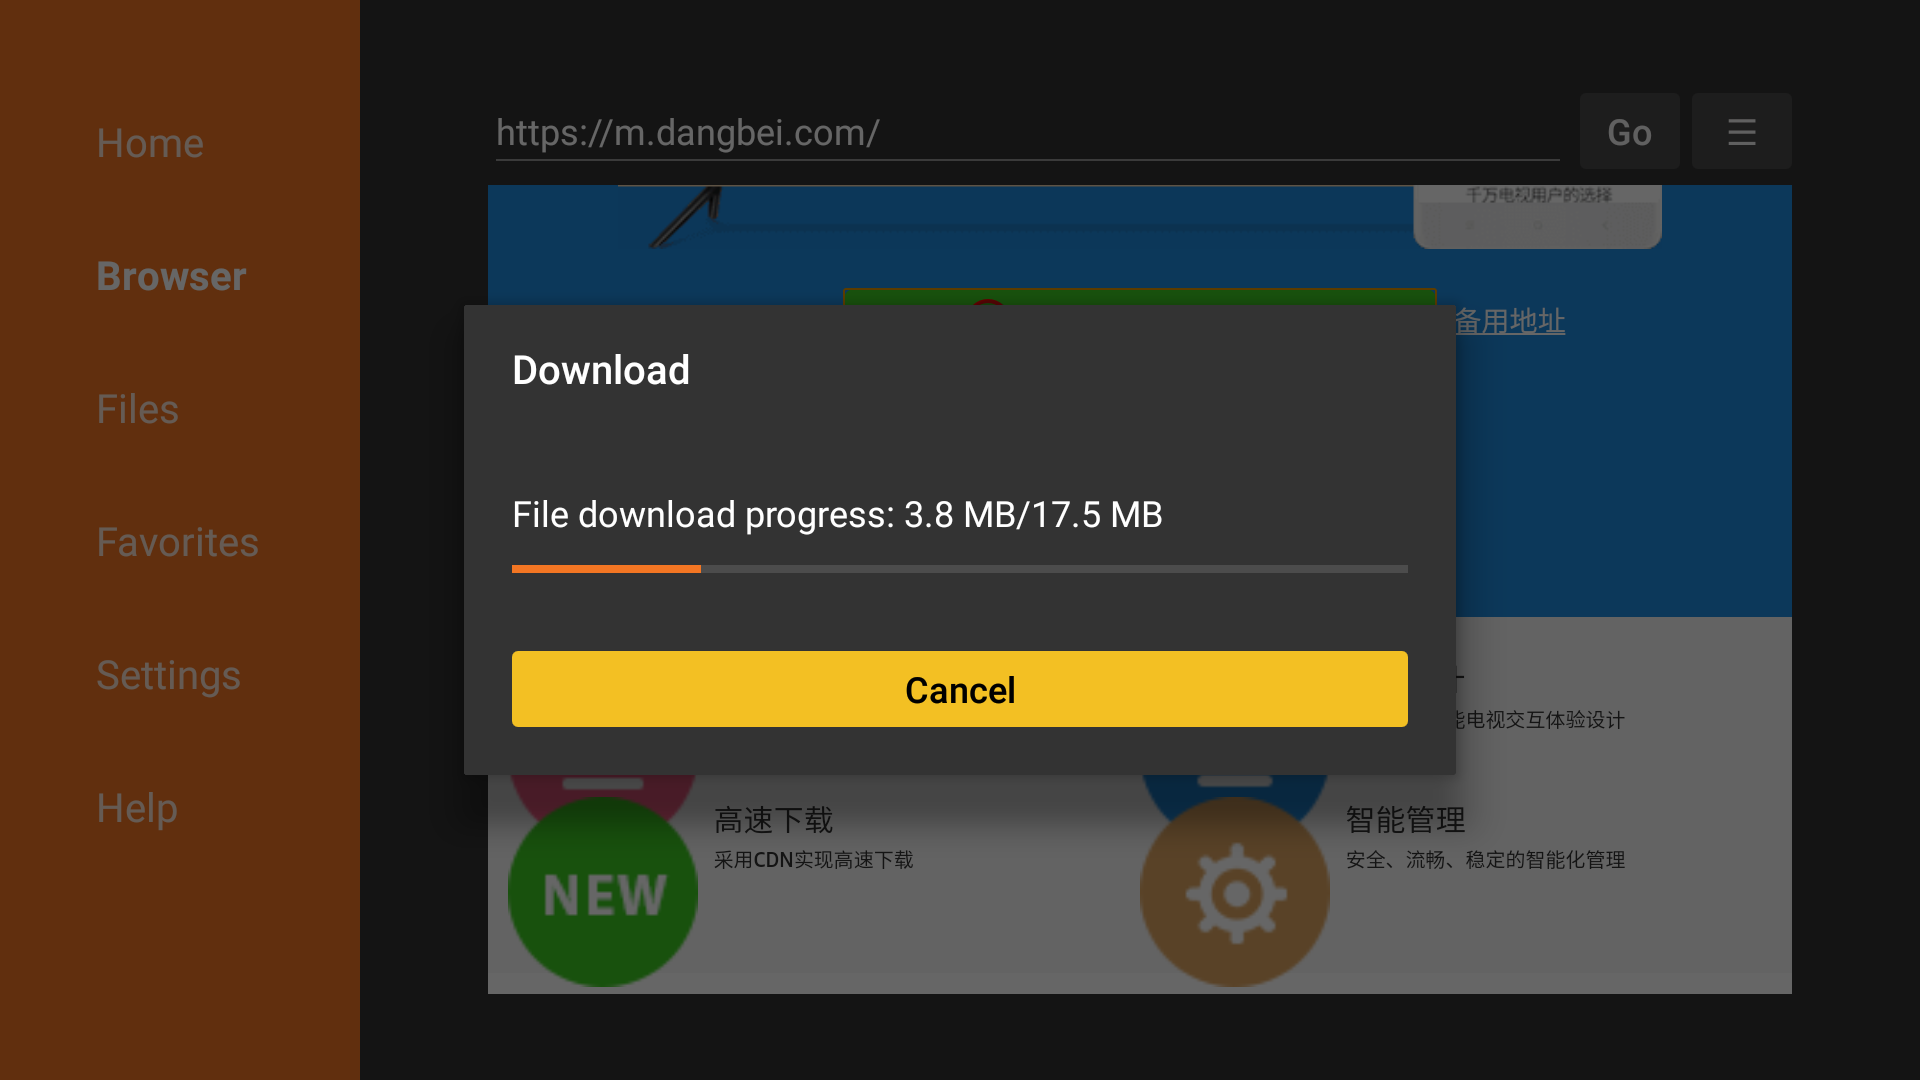 Home
Browser
Files
Favorites
Settings
Help
https://m.dangbei.com/
Go
千万电视用户的选择
备用地址
Download
File download progress: 3.8 MB/17.5 MB
Cancel
能电视交互体验设计
高速下载
采用CDN实现高速下载
NEW
智能管理
安全、流畅、稳定的智能化管理